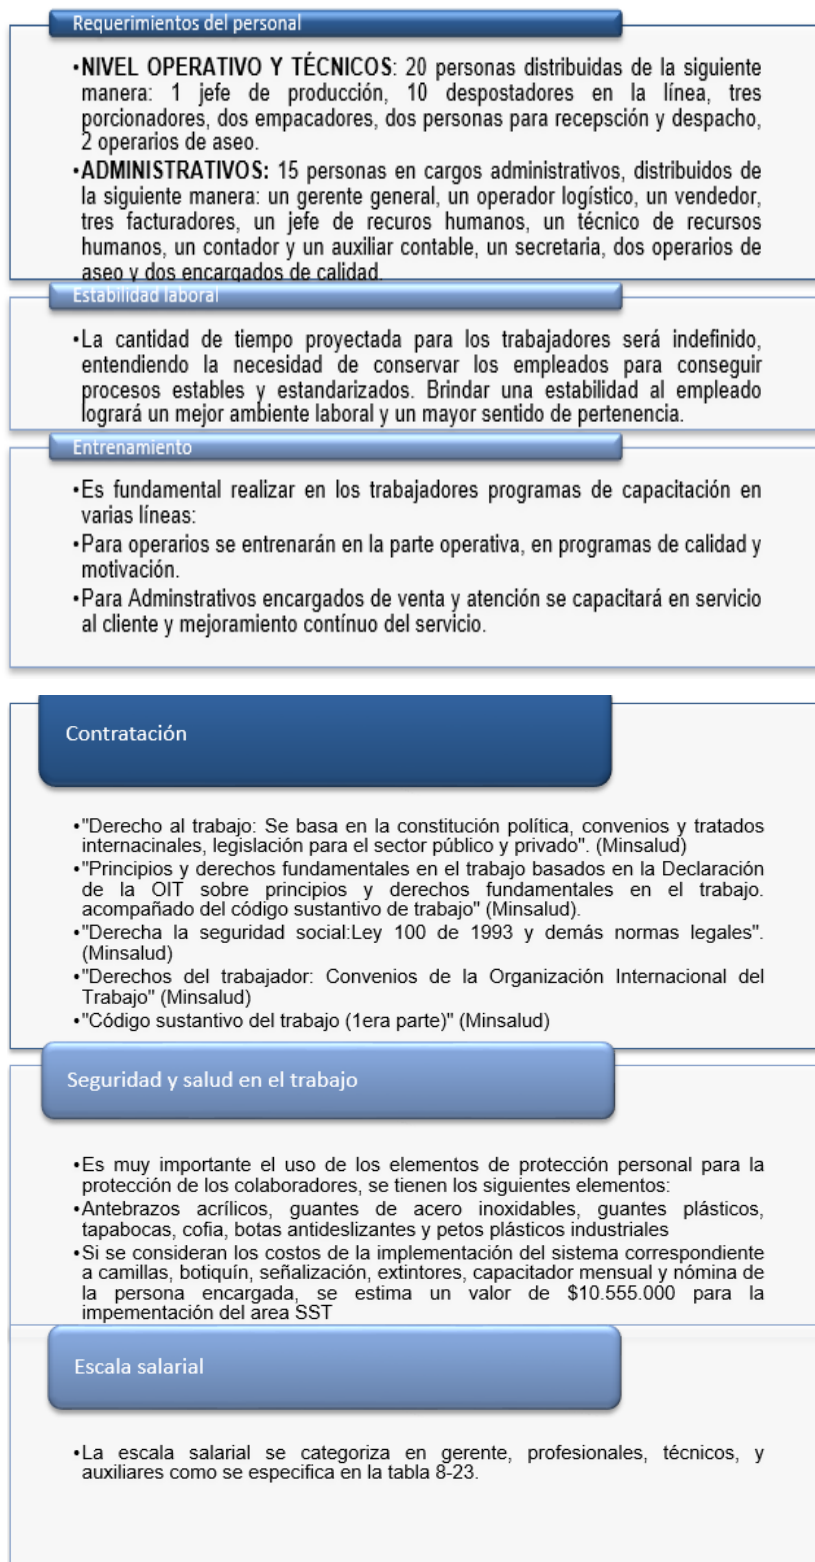 Requerimientos del personal
•NIVEL OPERATIVO Y TÉCNICOS: 20 personas distribuidas de la siguiente
manera: 1 jefe de producción, 10 despostadores en la línea, tres
porcionadores, dos empacadores, dos personas para recepsción y despacho,
2 operarios de aseo.
•ADMINISTRATIVOS: 15 personas en cargos administrativos, distribuidos de
la siguiente manera: un gerente general, un operador logístico, un vendedor,
tres facturadores, un jefe de recuros humanos, un técnico de recursos
humanos, un contador y un auxiliar contable, un secretaria, dos operarios de
aseo y dos encargados de calidad.
Estabilidad laboral
•La cantidad de tiempo proyectada para los trabajadores será indefinido,
entendiendo la necesidad de conservar los empleados para conseguir
procesos estables y estandarizados. Brindar una estabilidad al empleado
logrará un mejor ambiente laboral y un mayor sentido de pertenencia.
Entrenamiento
•Es fundamental realizar en los trabajadores programas de capacitación en
varias líneas:
•Para operarios se entrenarán en la parte operativa, en programas de calidad y
motivación.
•Para Adminstrativos encargados de venta y atención se capacitará en servicio
al cliente y mejoramiento contínuo del servicio.
Contratación
•"Derecho al trabajo: Se basa en la constitución política, convenios y tratados
internacinales, legislación para el sector público y privado". (Minsalud)
•"Principios y derechos fundamentales en el trabajo basados en la Declaración
de la OIT sobre principios y derechos fundamentales en el trabajo.
acompañado del código sustantivo de trabajo" (Minsalud).
•"Derecha la seguridad social:Ley 100 de 1993 y demás normas legales".
(Minsalud)
•"Derechos del trabajador: Convenios de la Organización Internacional del
Trabajo" (Minsalud)
•"Código sustantivo del trabajo (1era parte)" (Minsalud)
Seguridad y salud en el trabajo
•Es muy importante el uso de los elementos de protección personal para la
protección de los colaboradores, se tienen los siguientes elementos:
•Antebrazos acrílicos, guantes de acero inoxidables, guantes plásticos,
tapabocas, cofia, botas antideslizantes y petos plásticos industriales
•Si se consideran los costos de la implementación del sistema correspondiente
a camillas, botiquín, señalización, extintores, capacitador mensual y nómina de
la persona encargada, se estima un valor de $10.555.000 para la
impementación del area SST
Escala salarial
•La escala salarial se categoriza en gerente, profesionales, técnicos, y
auxiliares como se especifica en la tabla 8-23.